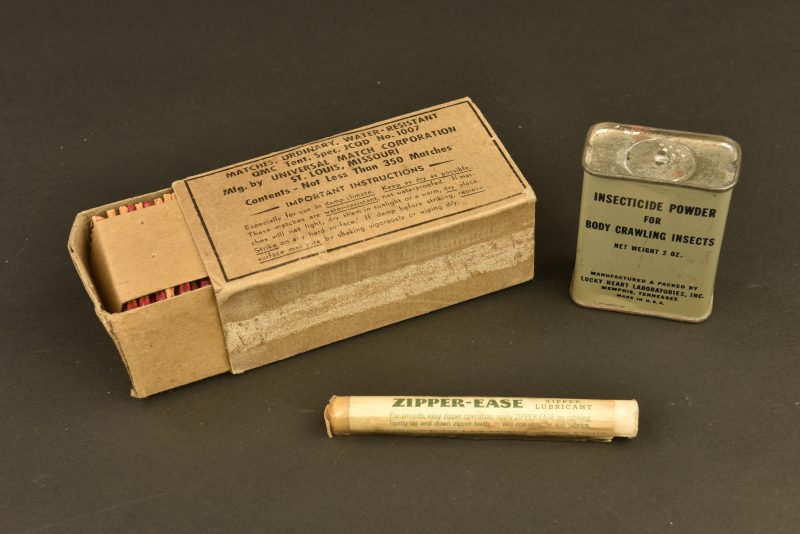 MATCHES, ORDINARY, WATER-RESISTANT
QMC Tent. Spec. JCQD No. 1007
Mfg. by UNIVERSAL MATCH CORPORATION
ST. LOUIS, MISSOURI
Contents - Not Less Than 350 Matches
IMPORTANT INSTRUCTIONS
Especially for use in damp climate. Keep as dry as possible.
These matches are water-resistant, not waterproofed. If mat-
ches will not light, dry them in sunlight or a warm, dry place.
Strike on any hard surface. If damp before striking, remove
surface moisture by shaking vigorously or wiping dry.
INSECTICIDE POWDER
FOR
BODY CRAWLING INSECTS
NET WEIGHT 2 OZ.
MANUFACTURED & PACKED BY
LUCKY HEART LABORATORIES, INC.
MEMPHIS, TENNESSEE
MADE IN U.S.A.
ZIPPER-EASE ZIPPER
LUBRICANT
For smooth, easy zipper operation, apply ZIPPER-EASE by rubbing
lightly up and down zipper teeth. Will not stain or soil fabrics.